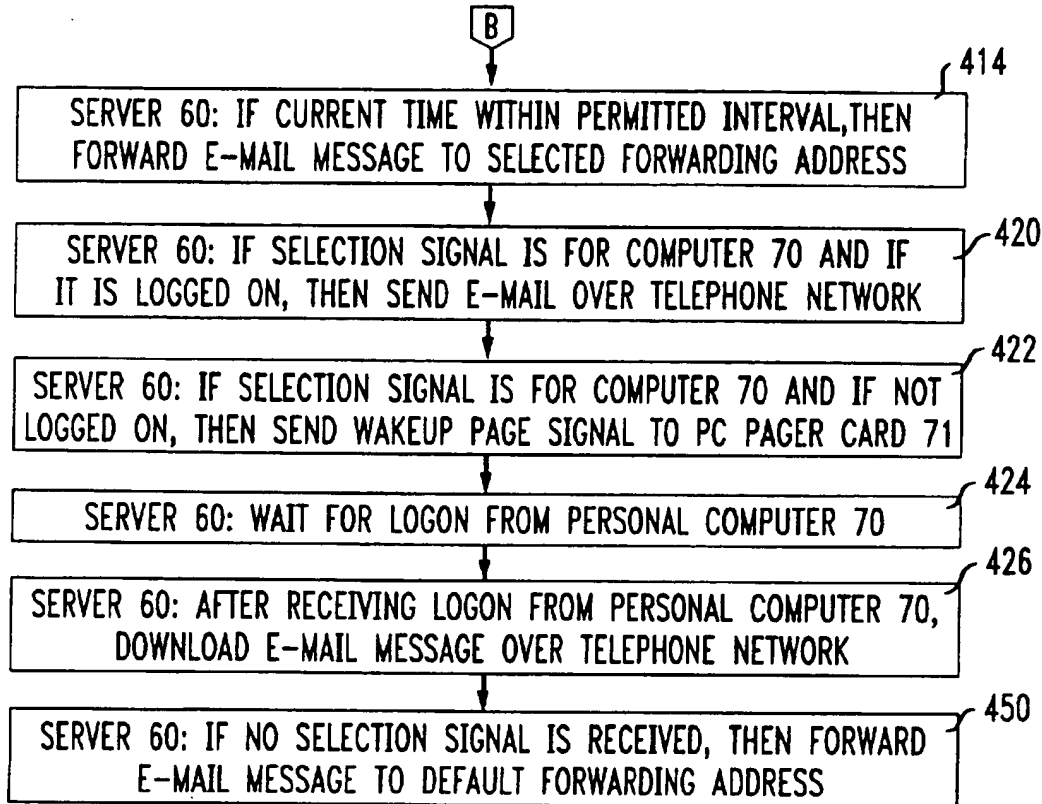 B
414
SERVER 60: IF CURRENT TIME WITHIN PERMITTED INTERVAL,THEN
FORWARD E-MAIL MESSAGE TO SELECTED FORWARDING ADDRESS
420
SERVER 60: IF SELECTION SIGNAL IS FOR COMPUTER 70 AND IF
IT IS LOGGED ON, THEN SEND E-MAIL OVER TELEPHONE NETWORK
422
SERVER 60: IF SELECTION SIGNAL IS FOR COMPUTER 70 AND IF NOT
LOGGED ON, THEN SEND WAKEUP PAGE SIGNAL TO PC PAGER CARD 71
424
SERVER 60: WAIT FOR LOGON FROM PERSONAL COMPUTER 70
426
SERVER 60: AFTER RECEIVING LOGON FROM PERSONAL COMPUTER 70,
DOWNLOAD E-MAIL MESSAGE OVER TELEPHONE NETWORK
450
SERVER 60: IF NO SELECTION SIGNAL IS RECEIVED, THEN FORWARD
E-MAIL MESSAGE TO DEFAULT FORWARDING ADDRESS